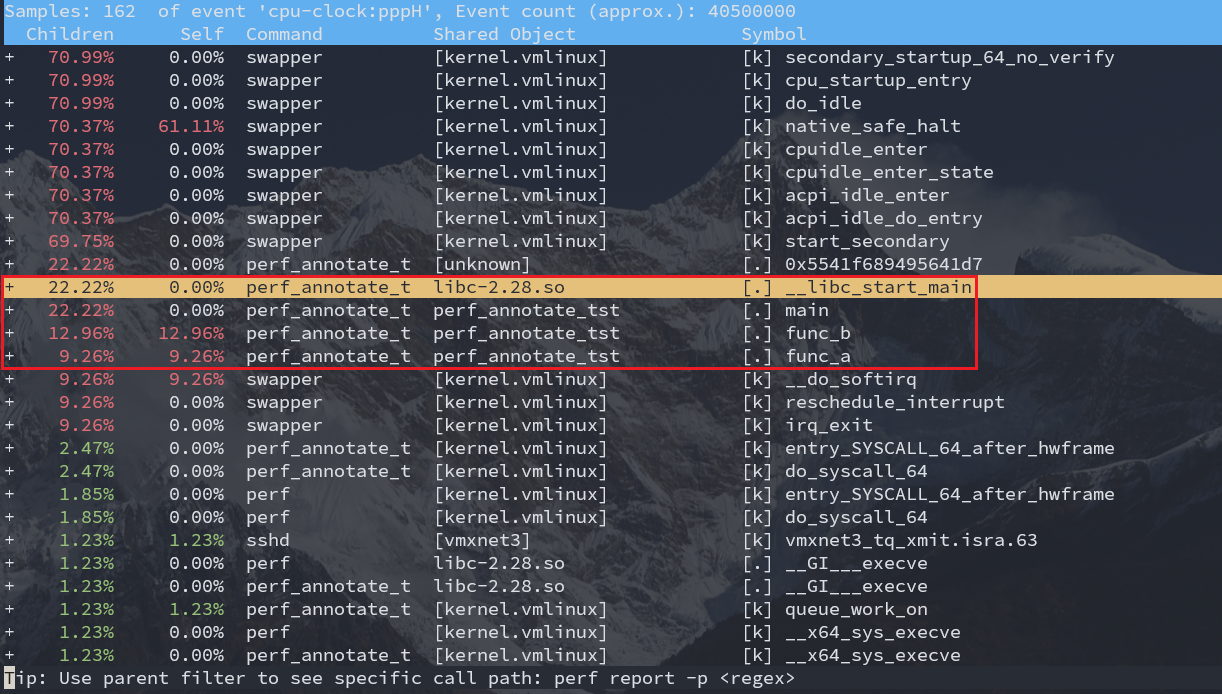 Samples: 162  of event 'cpu-clock:pppH', Event count (approx.): 40500000
  Children      Self  Command          Shared Object               Symbol
+   70.99%     0.00%  swapper          [kernel.vmlinux]            [k] secondary_startup_64_no_verify
+   70.99%     0.00%  swapper          [kernel.vmlinux]            [k] cpu_startup_entry
+   70.99%     0.00%  swapper          [kernel.vmlinux]            [k] do_idle
+   70.37%    61.11%  swapper          [kernel.vmlinux]            [k] native_safe_halt
+   70.37%     0.00%  swapper          [kernel.vmlinux]            [k] cpuidle_enter
+   70.37%     0.00%  swapper          [kernel.vmlinux]            [k] cpuidle_enter_state
+   70.37%     0.00%  swapper          [kernel.vmlinux]            [k] acpi_idle_enter
+   70.37%     0.00%  swapper          [kernel.vmlinux]            [k] acpi_idle_do_entry
+   69.75%     0.00%  swapper          [kernel.vmlinux]            [k] start_secondary
+   22.22%     0.00%  perf_annotate_t  [unknown]                   [.] 0x5541f689495641d7
+   22.22%     0.00%  perf_annotate_t  libc-2.28.so                [.] __libc_start_main
+   22.22%     0.00%  perf_annotate_t  perf_annotate_tst           [.] main
+   12.96%    12.96%  perf_annotate_t  perf_annotate_tst           [.] func_b
+    9.26%     9.26%  perf_annotate_t  perf_annotate_tst           [.] func_a
+    9.26%     9.26%  swapper          [kernel.vmlinux]            [k] __do_softirq
+    9.26%     0.00%  swapper          [kernel.vmlinux]            [k] reschedule_interrupt
+    9.26%     0.00%  swapper          [kernel.vmlinux]            [k] irq_exit
+    2.47%     0.00%  perf_annotate_t  [kernel.vmlinux]            [k] entry_SYSCALL_64_after_hwframe
+    2.47%     0.00%  perf_annotate_t  [kernel.vmlinux]            [k] do_syscall_64
+    1.85%     0.00%  perf             [kernel.vmlinux]            [k] entry_SYSCALL_64_after_hwframe
+    1.85%     0.00%  perf             [kernel.vmlinux]            [k] do_syscall_64
+    1.23%     1.23%  sshd             [vmxnet3]                   [k] vmxnet3_tq_xmit.isra.63
+    1.23%     0.00%  perf             libc-2.28.so                [.] __GI___execve
+    1.23%     0.00%  perf_annotate_t  libc-2.28.so                [.] __GI___execve
+    1.23%     1.23%  perf_annotate_t  [kernel.vmlinux]            [k] queue_work_on
+    1.23%     0.00%  perf             [kernel.vmlinux]            [k] __x64_sys_execve
+    1.23%     0.00%  perf_annotate_t  [kernel.vmlinux]            [k] __x64_sys_execve
Tip: Use parent filter to see specific call path: perf report -p <regex>